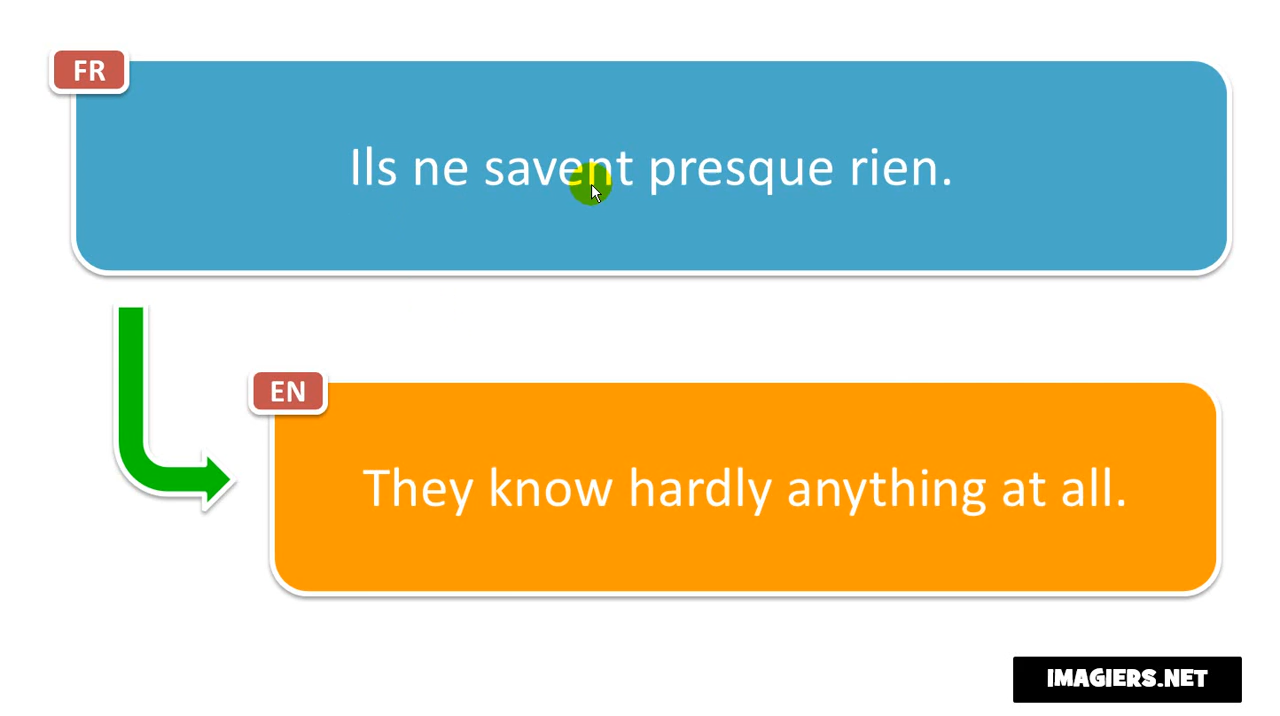 FR
Ils ne savent presque rien.
EN
They know hardly anything at all.
IMAGIERS.NET